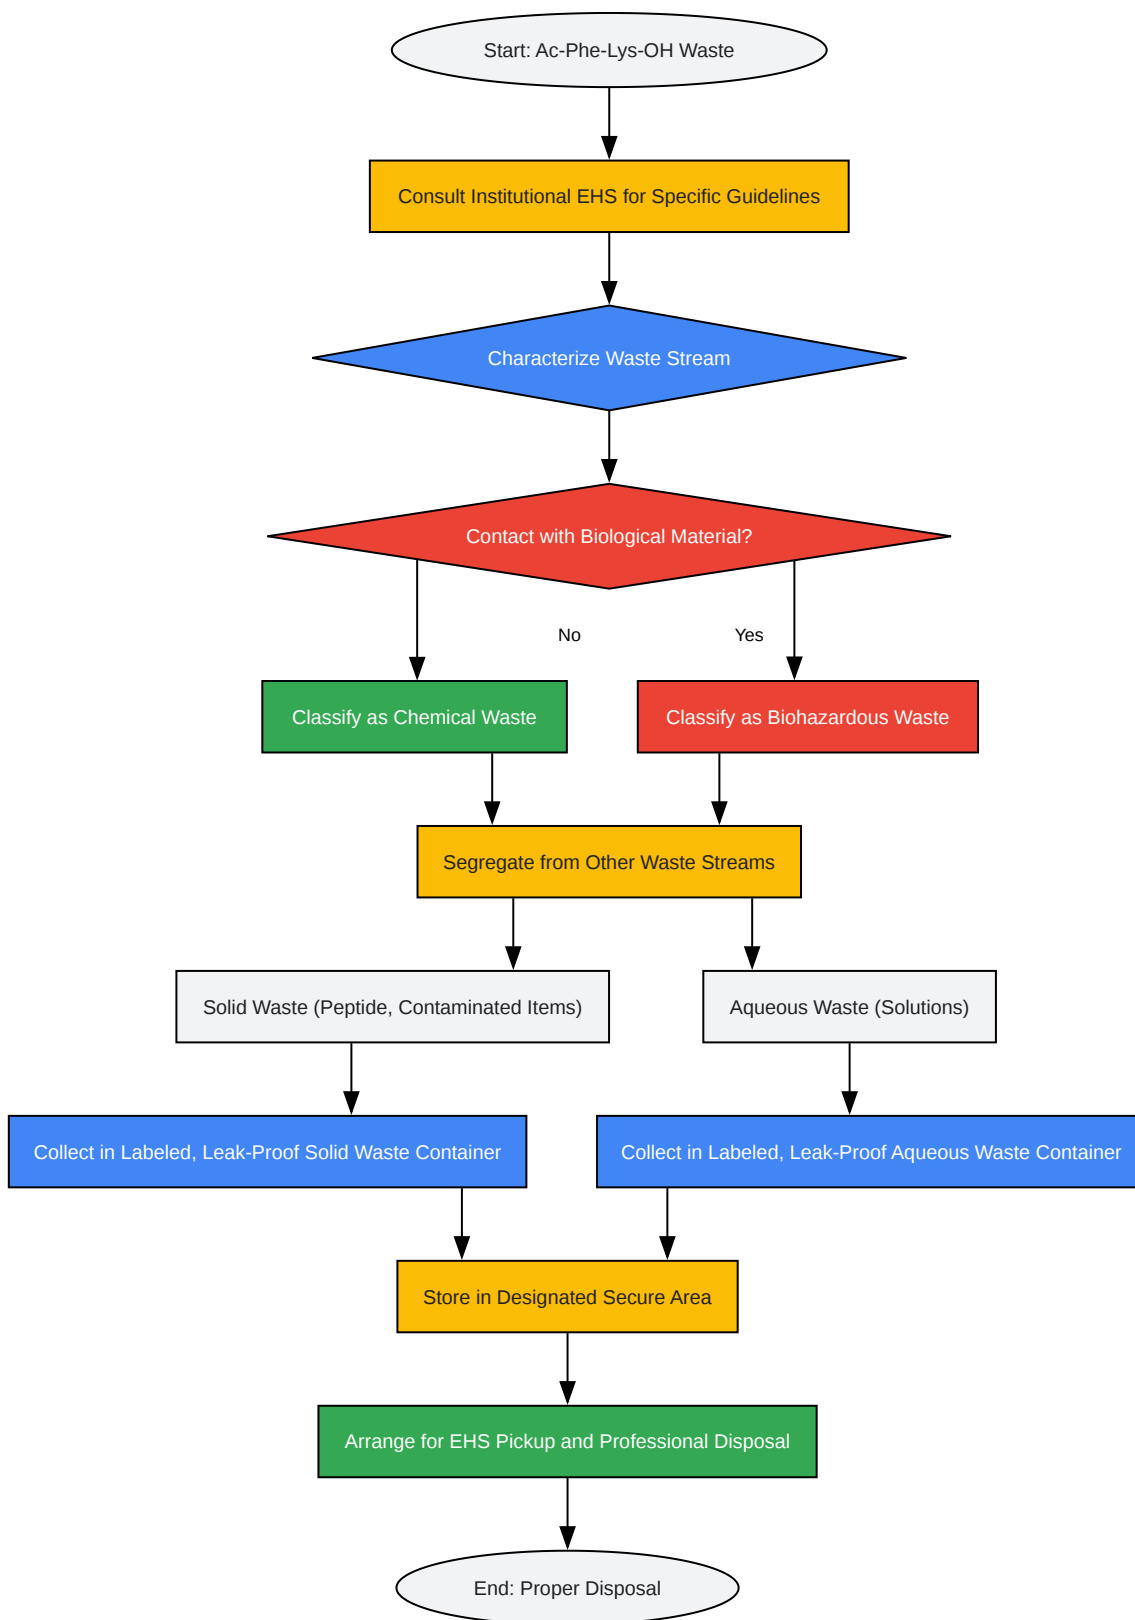 Start: Ac-Phe-Lys-OH Waste
Consult Institutional EHS for Specific Guidelines
Characterize Waste Stream
Contact with Biological Material?
No
Yes
Classify as Chemical Waste
Classify as Biohazardous Waste
Segregate from Other Waste Streams
Solid Waste (Peptide, Contaminated Items)
Aqueous Waste (Solutions)
Collect in Labeled, Leak-Proof Solid Waste Container
Collect in Labeled, Leak-Proof Aqueous Waste Container
Store in Designated Secure Area
Arrange for EHS Pickup and Professional Disposal
End: Proper Disposal